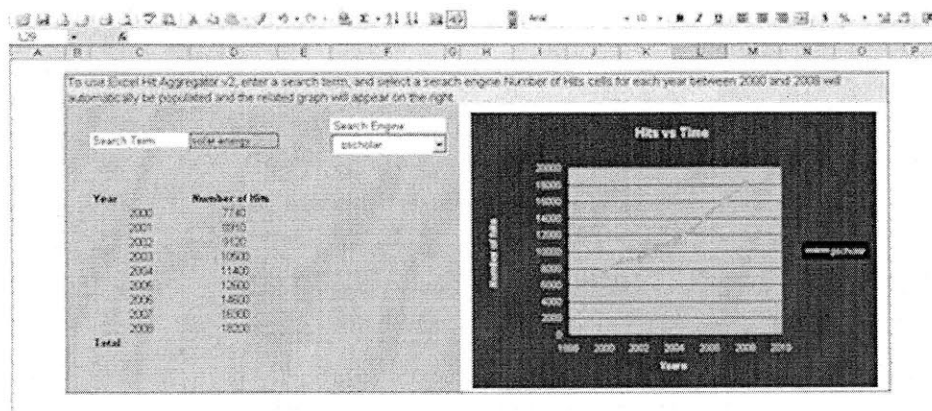 Arial 10 B I U
L29
A B C D E F G H I J K L M N O P
To use Excel Hit Aggregator v2, enter a search term, and select a serach engine.Number of Hits cells for each year between 2000 and 2008 will
automatically be populated and the related graph will appear on the right
Search Term
solar energy
Search Engine
gscholar
Year Number of Hits
2000 7740
2001 8910
2002 9120
2003 10500
2004 11400
2005 12600
2006 14600
2007 16300
2008 18200
Total
Hits vs Time
Number of Hits
20000
18000
16000
14000
12000
10000
8000
6000
4000
2000
0
1998 2000 2002 2004 2006 2008 2010
Years
gscholar